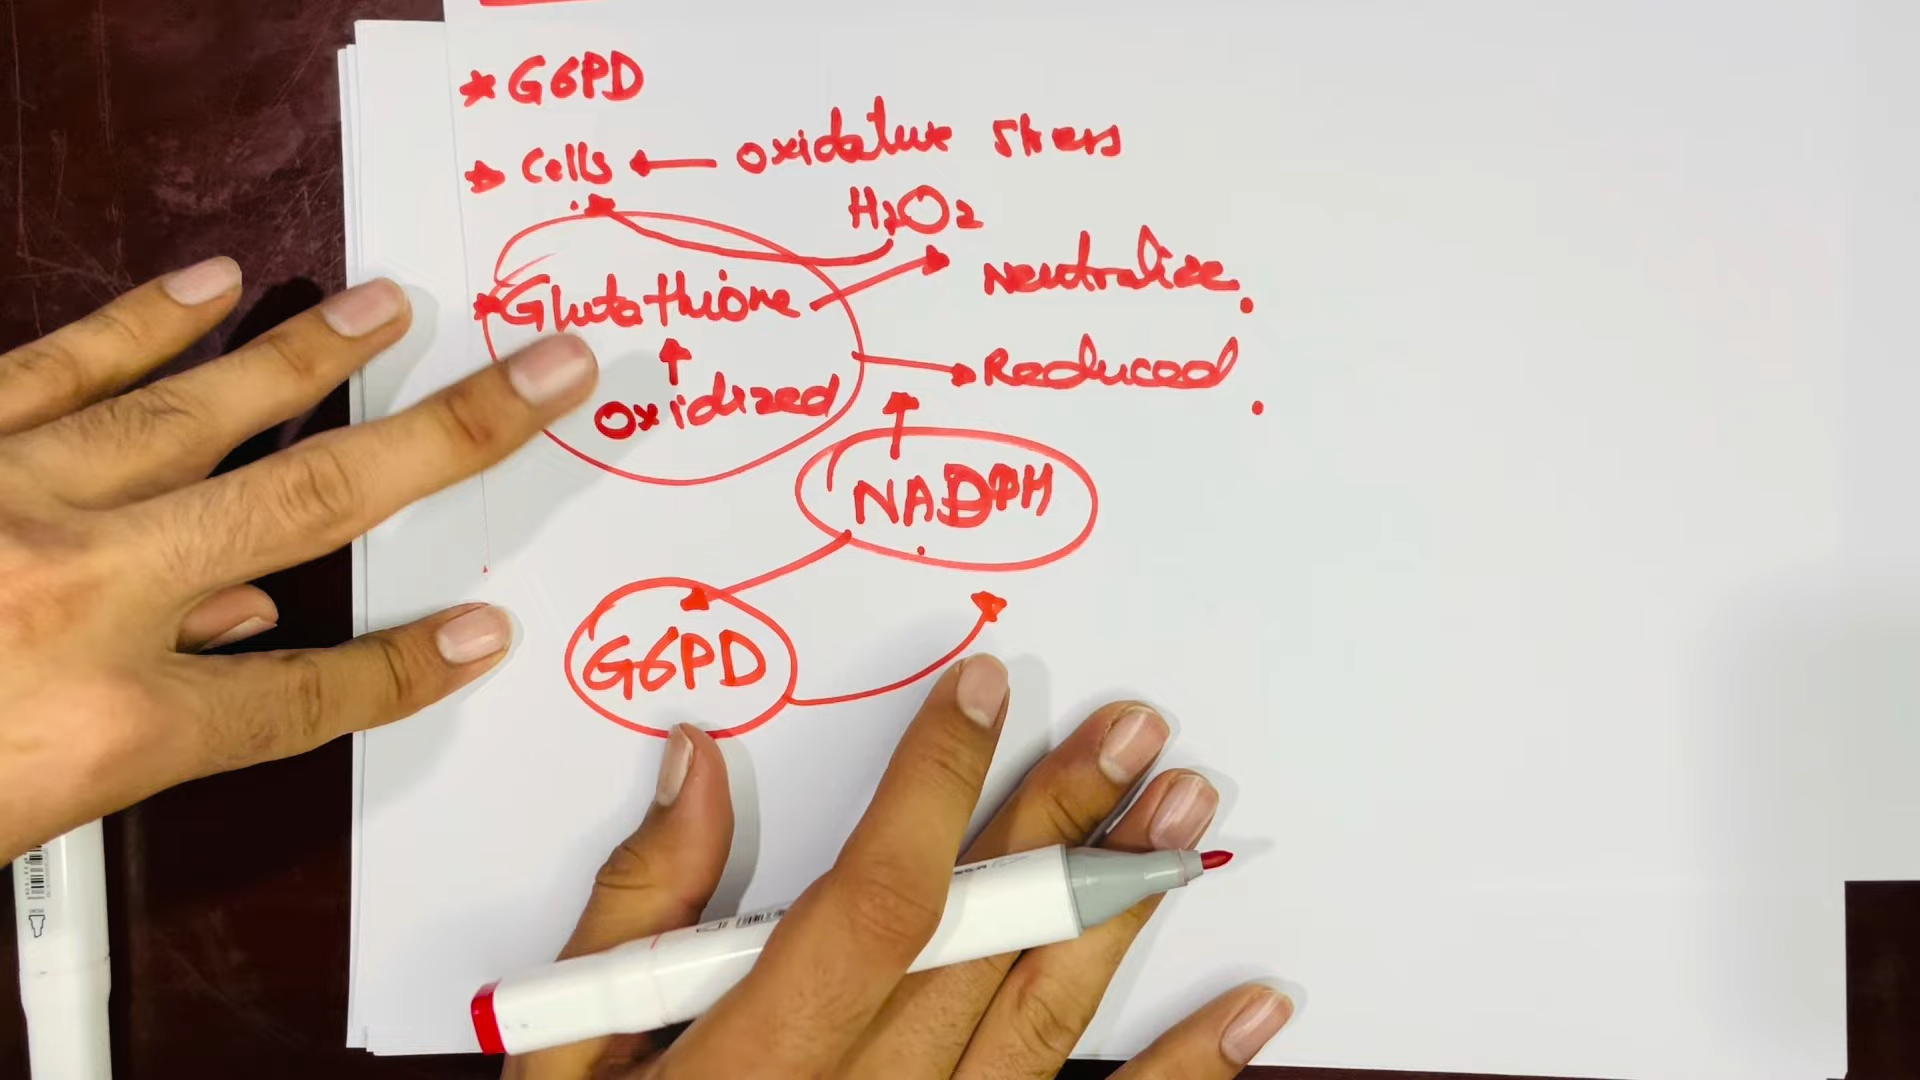 ★ G6PD
Cells ← oxidative stress
H2O2
Glutathione → Neutralize.
↑ → Reduced.
oxidized ↑
NADPH
G6PD